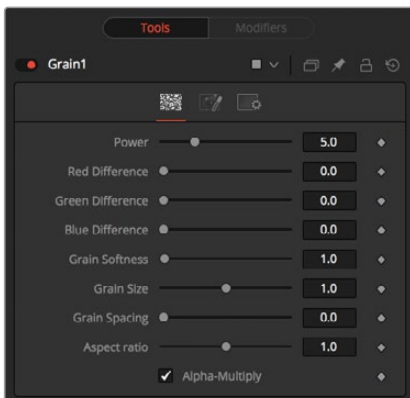 Tools Modifiers
Grain1
Power 5.0
Red Difference 0.0
Green Difference 0.0
Blue Difference 0.0
Grain Softness 1.0
Grain Size 1.0
Grain Spacing 0.0
Aspect ratio 1.0
Alpha-Multiply